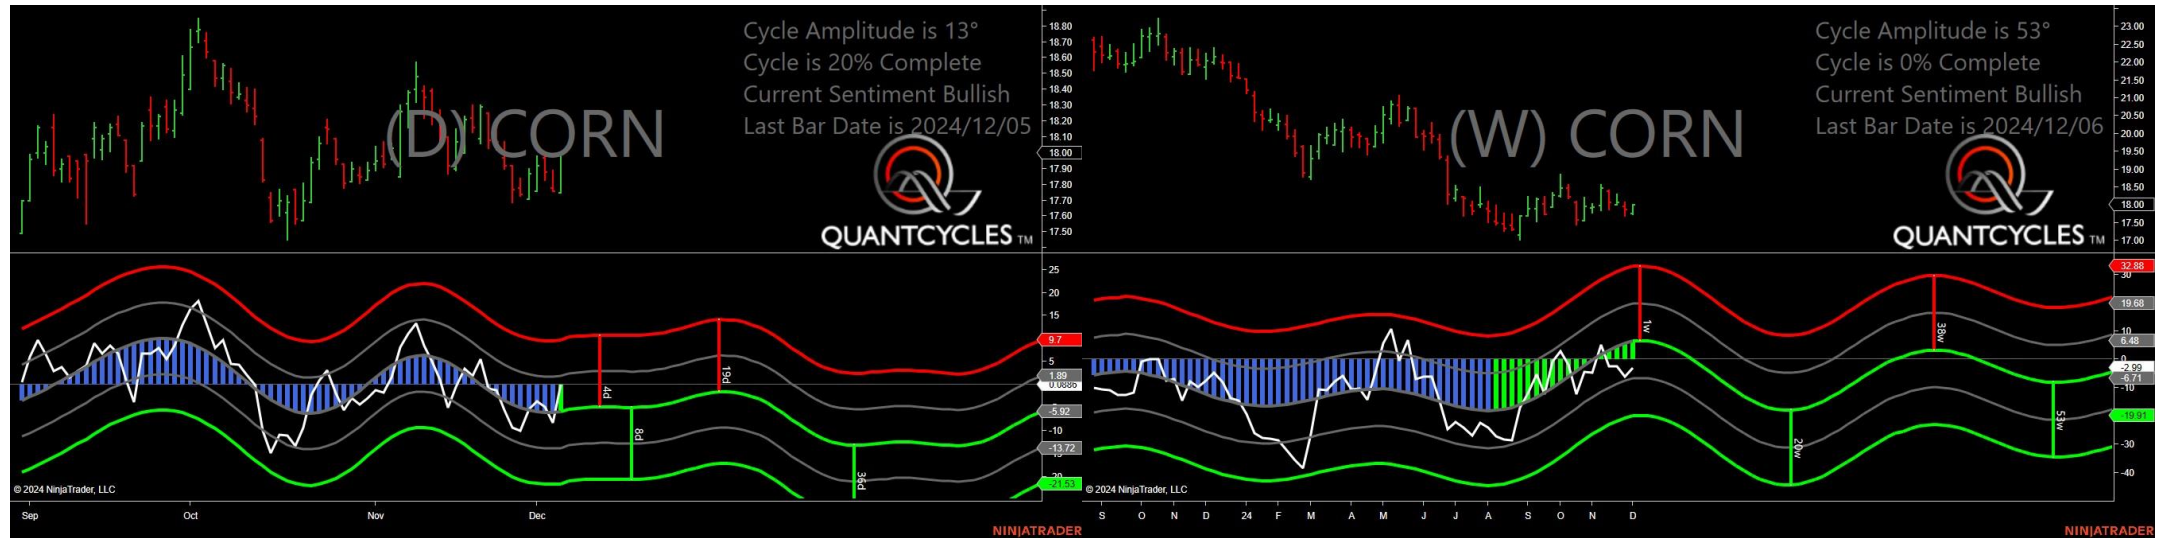 Cycle Amplitude is 13°
Cycle is 20% Complete
Current Sentiment Bullish
Last Bar Date is 2024/12/05
(D) CORN
QUANTCYCLES TM
18.80
18.70
18.60
18.50
18.40
18.30
18.20
18.10
18.00
17.90
17.80
17.70
17.60
17.50
25
20
15
9.7
5
1.89
0.0886
-5.92
-10
-13.72
-20
-21.53
4d
8d
19d
36d
© 2024 NinjaTrader, LLC
Sep Oct Nov Dec
NINJATRADER
Cycle Amplitude is 53°
Cycle is 0% Complete
Current Sentiment Bullish
Last Bar Date is 2024/12/06
(W) CORN
QUANTCYCLES TM
23.00
22.50
22.00
21.50
21.00
20.50
20.00
19.50
19.00
18.50
18.00
17.50
17.00
32.88
30
19.68
10
6.48
0
-2.99
-6.71
-10
-19.91
-30
-40
1w
20w
38w
53w
© 2024 NinjaTrader, LLC
S O N D 24 F M A M J J A S O N D
NINJATRADER